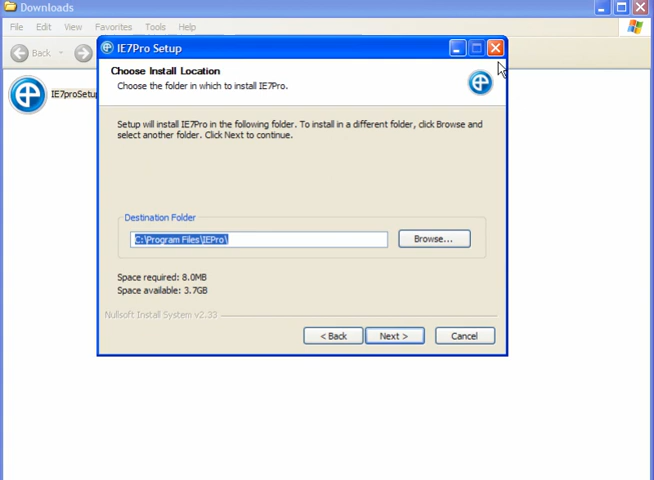 Downloads
File Edit View Favorites Tools Help
Back
IE7proSetup
IE7Pro Setup
Choose Install Location
Choose the folder in which to install IE7Pro.
Setup will install IE7Pro in the following folder. To install in a different folder, click Browse and
select another folder. Click Next to continue.
Destination Folder
C:\Program Files\IEPro\
Browse...
Space required: 8.0MB
Space available: 3.7GB
Nullsoft Install System v2.33
< Back Next > Cancel